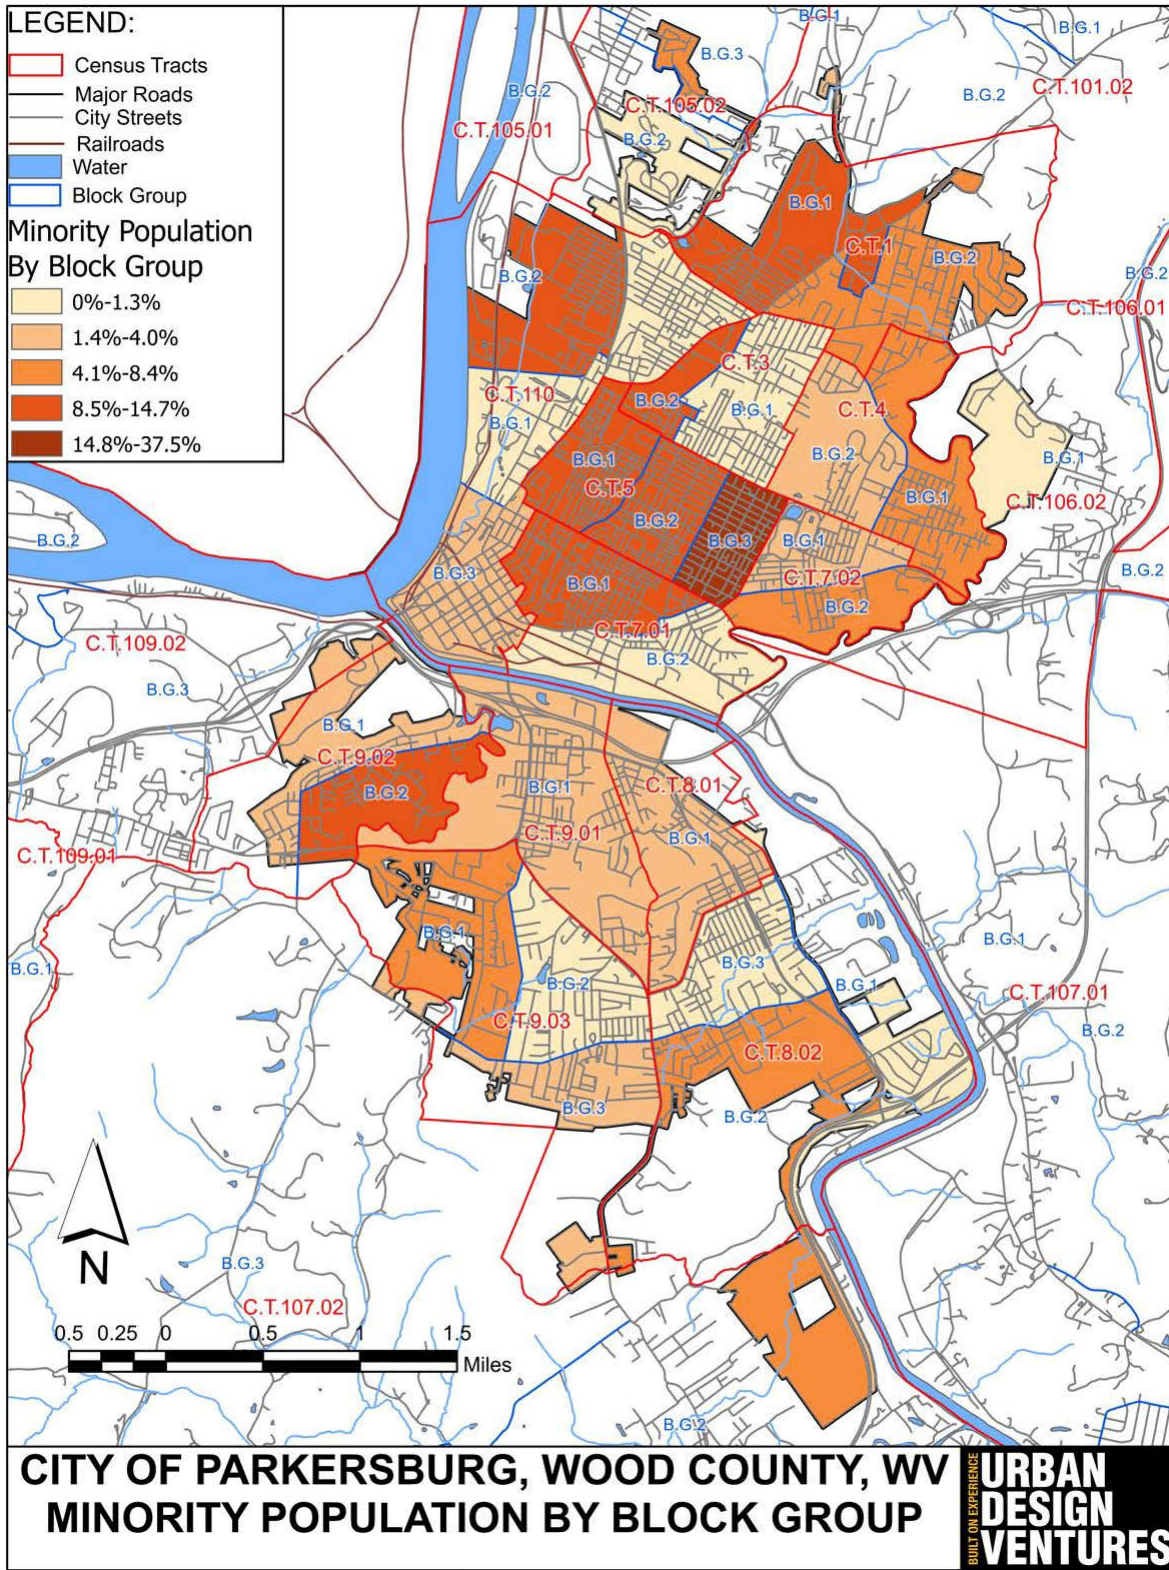 LEGEND:
Census Tracts
Major Roads
City Streets
Railroads
Water
Block Group
Minority Population
By Block Group
0%-1.3%
1.4%-4.0%
4.1%-8.4%
8.5%-14.7%
14.8%-37.5%
B.G.1
B.G.1
B.G.3
C.T.101.02
B.G.2
B.G.2
C.T.105.02
C.T.105.01
B.G.2
B.G.1
C.T.1
B.G.2
B.G.2
B.G.2
C.T.106.01
C.T.3
C.T.110
B.G.2
B.G.1
C.T.4
B.G.1
B.G.2
B.G.1
B.G.1
C.T.5
B.G.1
C.T.106.02
B.G.2
B.G.3
B.G.1
B.G.2
B.G.3
B.G.1
C.T.7.02
B.G.2
B.G.2
C.T.7.01
C.T.109.02
B.G.2
B.G.3
B.G.1
C.T.9.02
B.G.2
B.G.1
C.T.8.01
C.T.9.01
B.G.1
C.T.109.01
B.G.1
B.G.1
B.G.1
B.G.3
B.G.2
B.G.1
C.T.107.01
C.T.9.03
B.G.2
C.T.8.02
B.G.3
B.G.2
B.G.3
C.T.107.02
N
0.5 0.25 0 0.5 1 1.5
Miles
B.G.2
CITY OF PARKERSBURG, WOOD COUNTY, WV
MINORITY POPULATION BY BLOCK GROUP
BUILT ON EXPERIENCE
URBAN
DESIGN
VENTURES